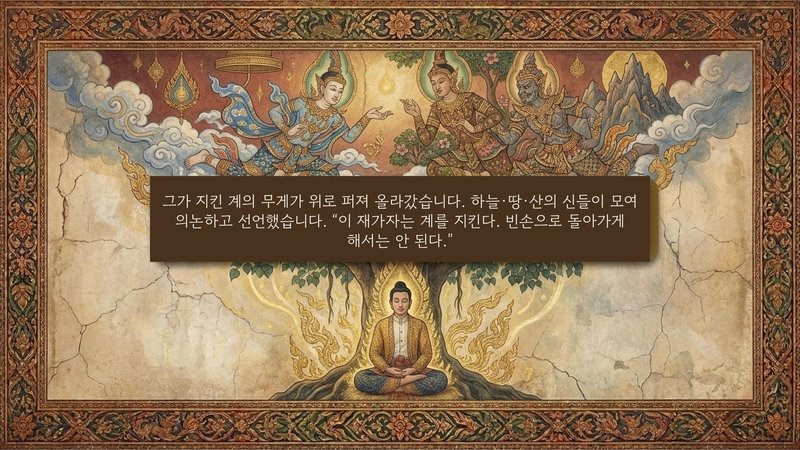 그가 지킨 계의 무게가 위로 퍼져 올라갔습니다. 하늘·땅·산의 신들이 모여
의논하고 선언했습니다. “이 재가자는 계를 지킨다. 빈손으로 돌아가게
해서는 안 된다.”